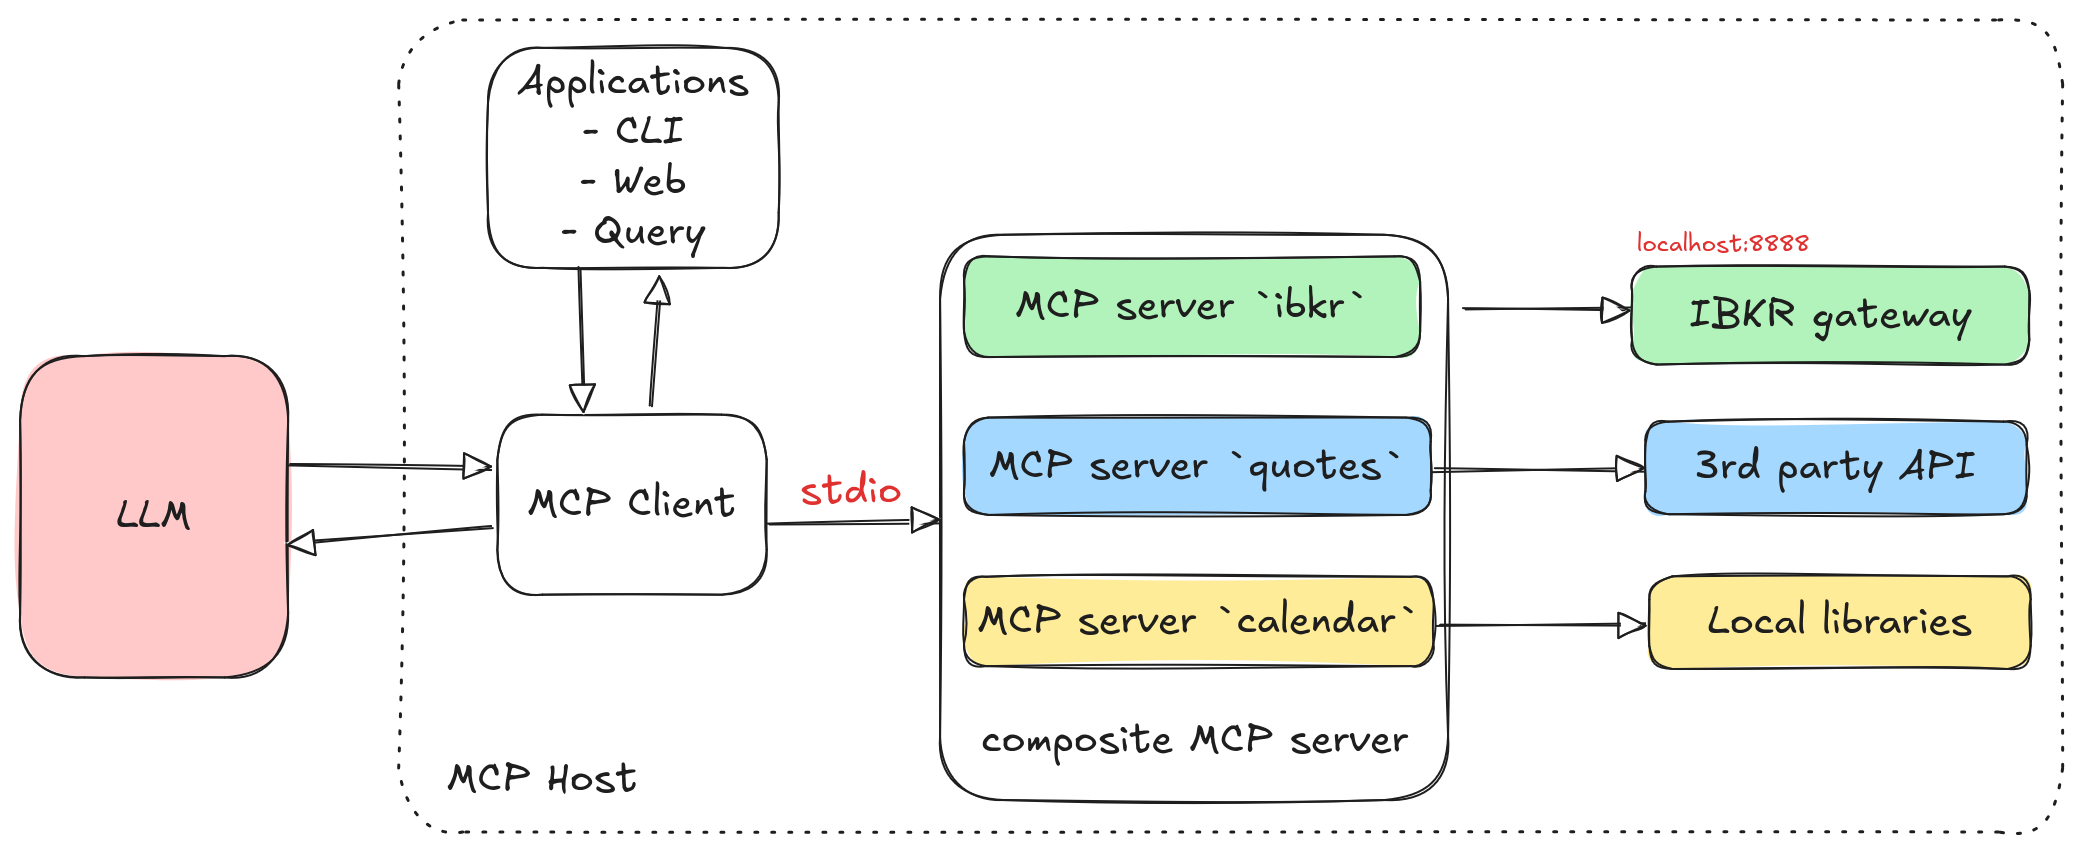 Applications
- CLI
- Web
- Query
localhost:8888
MCP server `ibkr`
IBKR gateway
LLM
MCP Client
stdio
MCP server `quotes`
3rd party API
MCP server `calendar`
Local libraries
composite MCP server
MCP Host